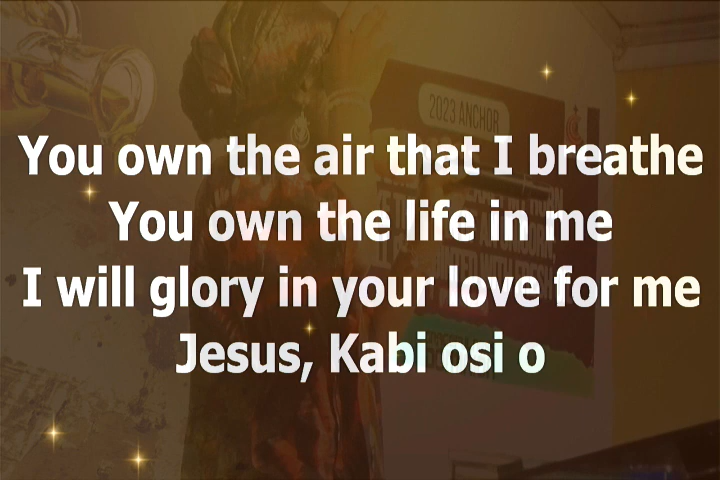 2023 ANCHOR
You own the air that I breathe
You own the life in me
I will glory in your love for me
Jesus, Kabi osi o